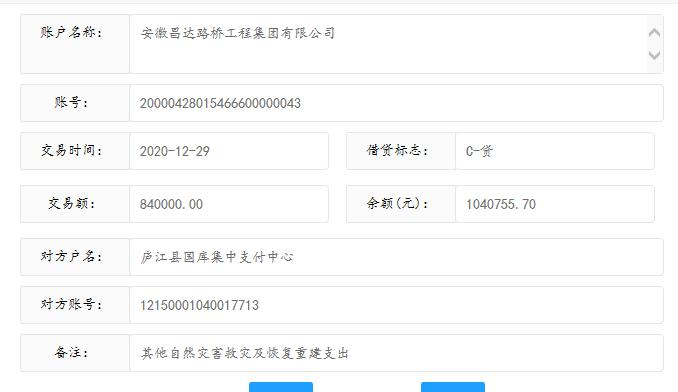 账户名称: 安徽昌达路桥工程集团有限公司
账号: 20000428015466600000043
交易时间: 2020-12-29 借贷标志: C-贷
交易额: 840000.00 余额(元): 1040755.70
对方户名: 庐江县国库集中支付中心
对方账号: 12150001040017713
备注: 其他自然灾害救灾及恢复重建支出